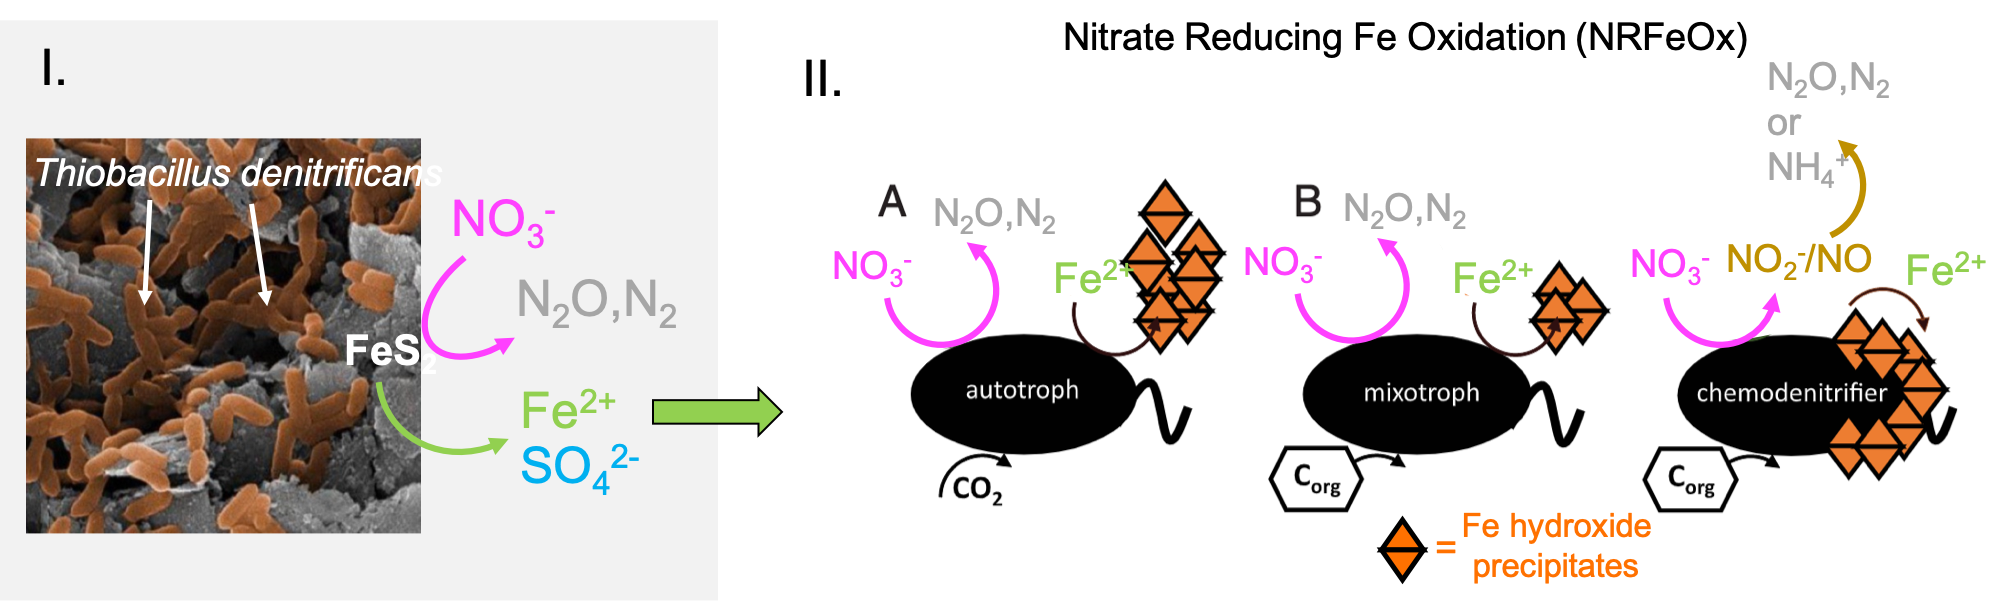 Nitrate Reducing Fe Oxidation (NRFeOx)
I.
Thiobacillus denitrificans
NO₃⁻
N₂O,N₂
FeS₂
Fe²⁺
SO₄²⁻
II.
A
N₂O,N₂
NO₃⁻
Fe²⁺
autotroph
CO₂
B
N₂O,N₂
NO₃⁻
Fe²⁺
mixotroph
Corg
N₂O,N₂
or
NH₄⁺
NO₃⁻
NO₂⁻/NO
Fe²⁺
chemodenitrifier
Corg
= Fe hydroxide
precipitates